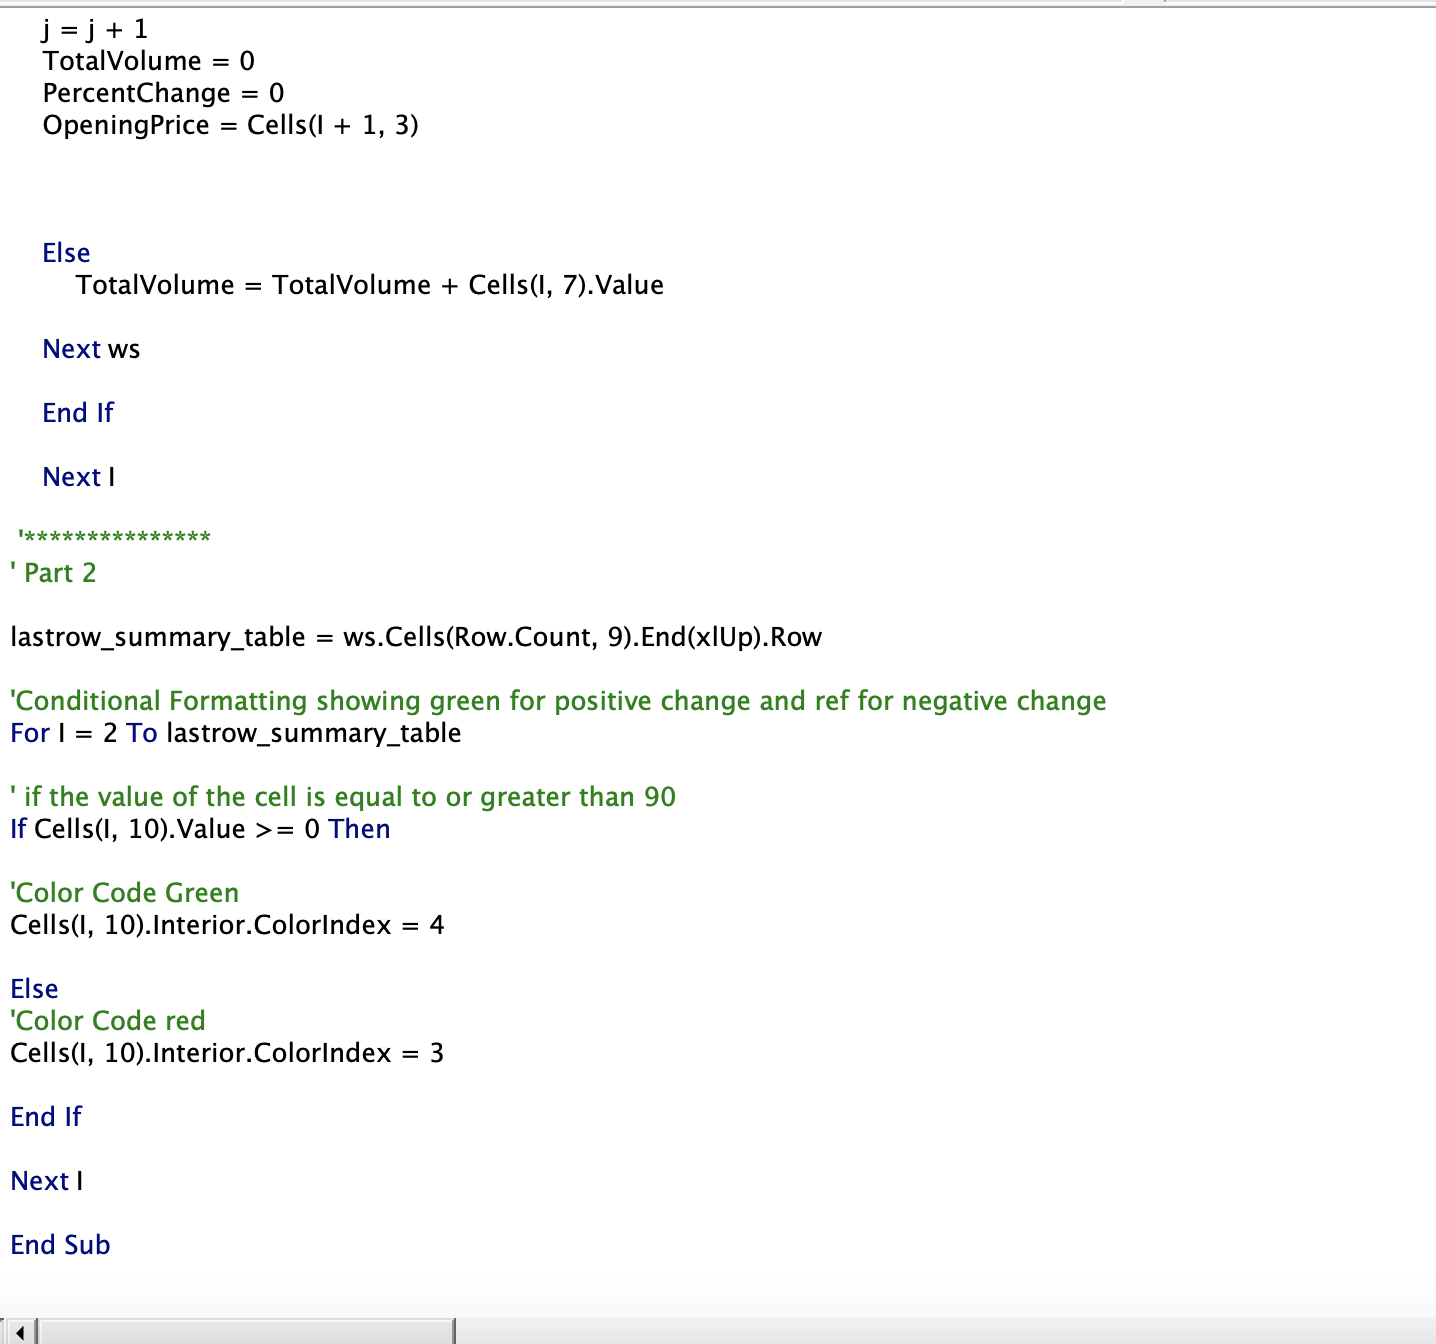 j = j + 1
TotalVolume = 0
PercentChange = 0
OpeningPrice = Cells(I + 1, 3)
Else
TotalVolume = TotalVolume + Cells(I, 7).Value
Next ws
End If
Next I
'***************
' Part 2
lastrow_summary_table = ws.Cells(Row.Count, 9).End(xlUp).Row
'Conditional Formatting showing green for positive change and ref for negative change
For I = 2 To lastrow_summary_table
' if the value of the cell is equal to or greater than 90
If Cells(I, 10).Value >= 0 Then
'Color Code Green
Cells(I, 10).Interior.ColorIndex = 4
Else
'Color Code red
Cells(I, 10).Interior.ColorIndex = 3
End If
Next I
End Sub